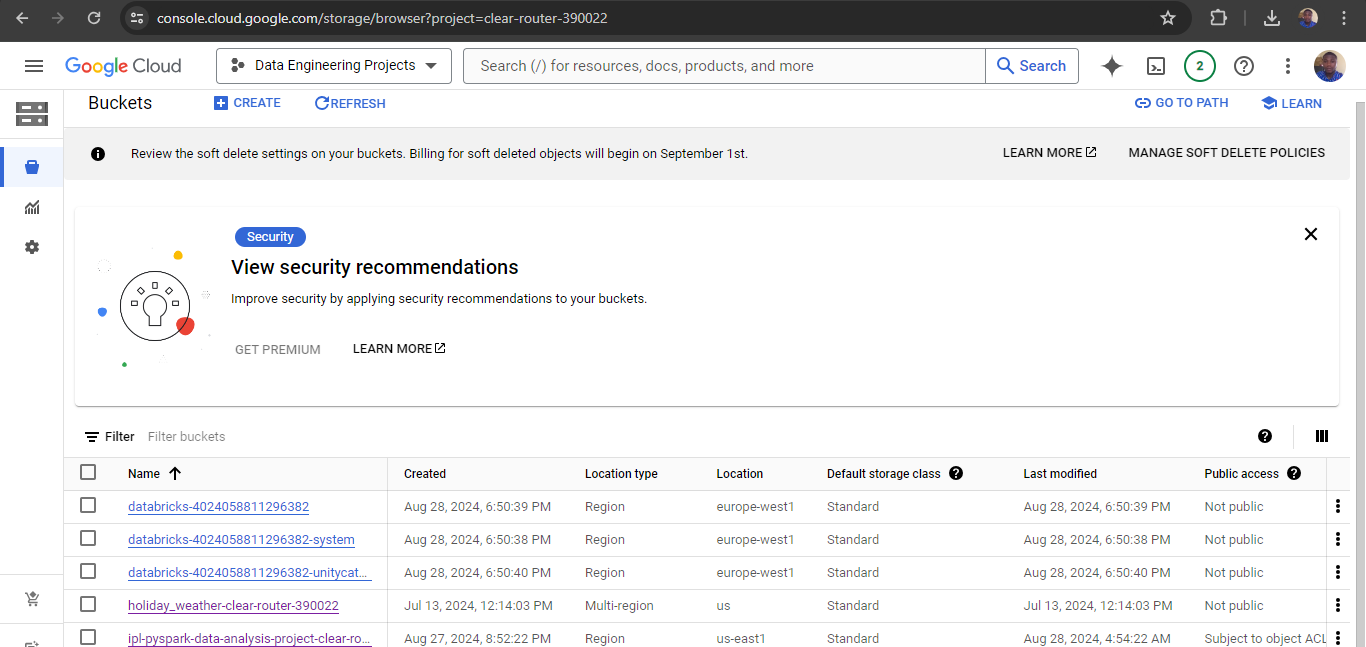 console.cloud.google.com/storage/browser?project=clear-router-390022
Google Cloud
Data Engineering Projects
Search (/) for resources, docs, products, and more
Search
2
Buckets
CREATE
REFRESH
GO TO PATH
LEARN
Review the soft delete settings on your buckets. Billing for soft deleted objects will begin on September 1st.
LEARN MORE
MANAGE SOFT DELETE POLICIES
Security
View security recommendations
Improve security by applying security recommendations to your buckets.
GET PREMIUM
LEARN MORE
Filter Filter buckets
Name Created Location type Location Default storage class Last modified Public access
databricks-4024058811296382 Aug 28, 2024, 6:50:39 PM Region europe-west1 Standard Aug 28, 2024, 6:50:39 PM Not public
databricks-4024058811296382-system Aug 28, 2024, 6:50:38 PM Region europe-west1 Standard Aug 28, 2024, 6:50:38 PM Not public
databricks-4024058811296382-unitycat... Aug 28, 2024, 6:50:40 PM Region europe-west1 Standard Aug 28, 2024, 6:50:40 PM Not public
holiday_weather-clear-router-390022 Jul 13, 2024, 12:14:03 PM Multi-region us Standard Jul 13, 2024, 12:14:03 PM Not public
ipl-pyspark-data-analysis-project-clear-ro... Aug 27, 2024, 8:52:22 PM Region us-east1 Standard Aug 28, 2024, 4:54:22 AM Subject to object ACL